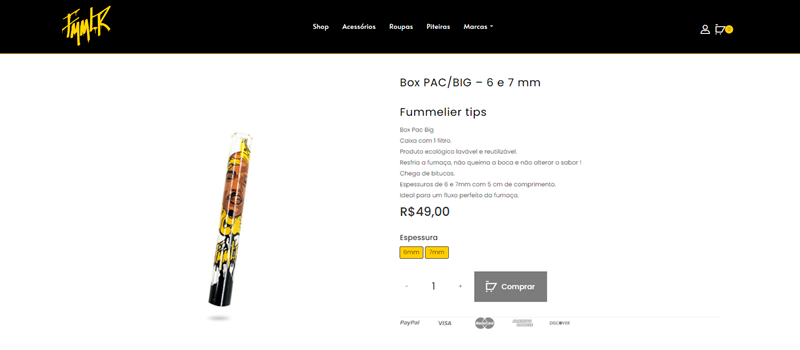 FMMLR
Shop Acessórios Roupas Piteiras Marcas
0
Box PAC/BIG – 6 e 7 mm
Fummelier tips
Box Pac Big
Caixa com 1 filtro.
Produto ecológico lavável e reutilizável.
Resfria a fumaça, não queima a boca e não alterar o sabor !
Chega de bitucas.
Espessuras de 6 e 7mm com 5 cm de comprimento.
Ideal para um fluxo perfeito da fumaça.
R$49,00
Espessura
6mm 7mm
- 1 + Comprar
PayPal VISA MasterCard AMERICAN EXPRESS DISCOVER